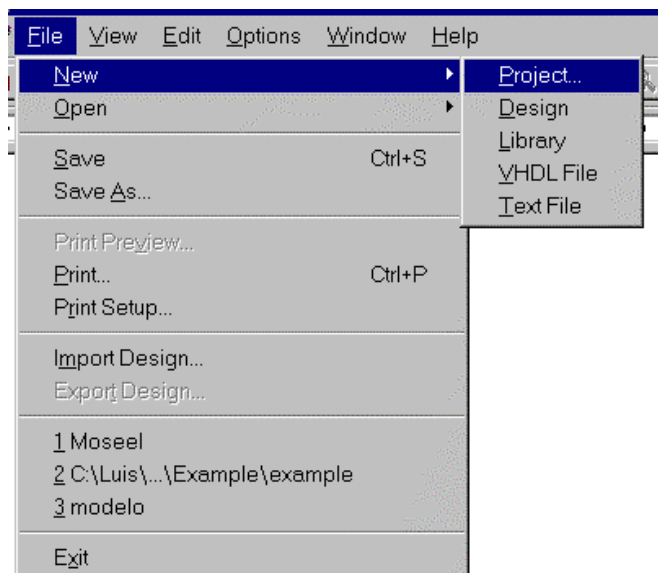 File View Edit Options Window Help
New
Open
Save Ctrl+S
Save As...
Print Preview...
Print... Ctrl+P
Print Setup...
Import Design...
Export Design...
1 Moseel
2 C:\Luis\...\Example\example
3 modelo
Exit
Project...
Design
Library
VHDL File
Text File